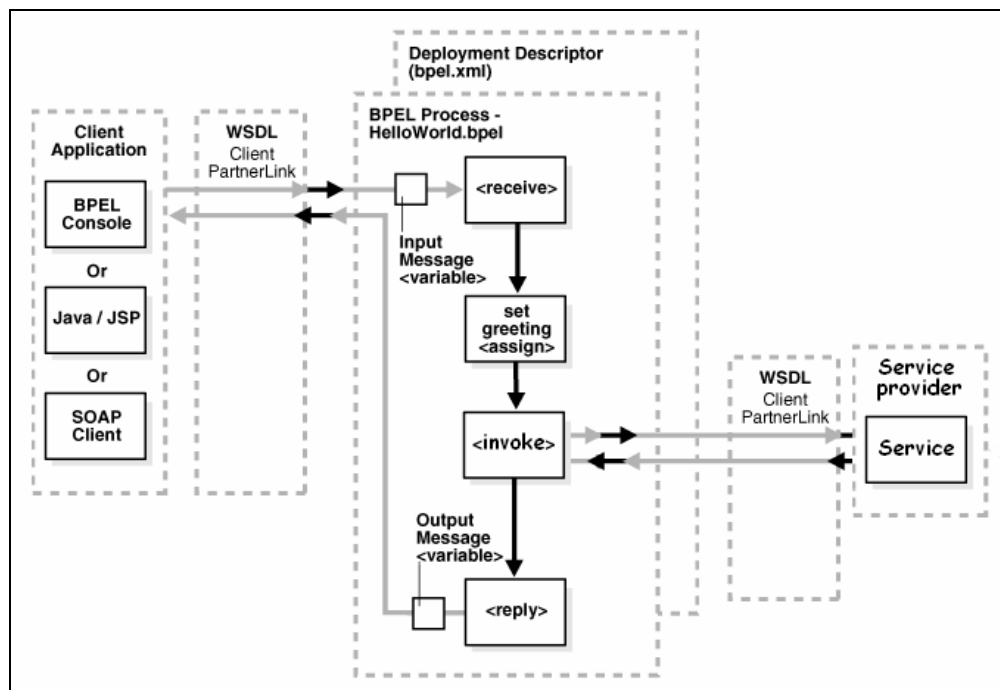 Deployment Descriptor
(bpel.xml)
BPEL Process -
HelloWorld.bpel
Client
Application
BPEL
Console
Or
Java / JSP
Or
SOAP
Client
WSDL
Client
PartnerLink
Input
Message
<variable>
<receive>
set
greeting
<assign>
<invoke>
Output
Message
<variable>
<reply>
WSDL
Client
PartnerLink
Service
provider
Service